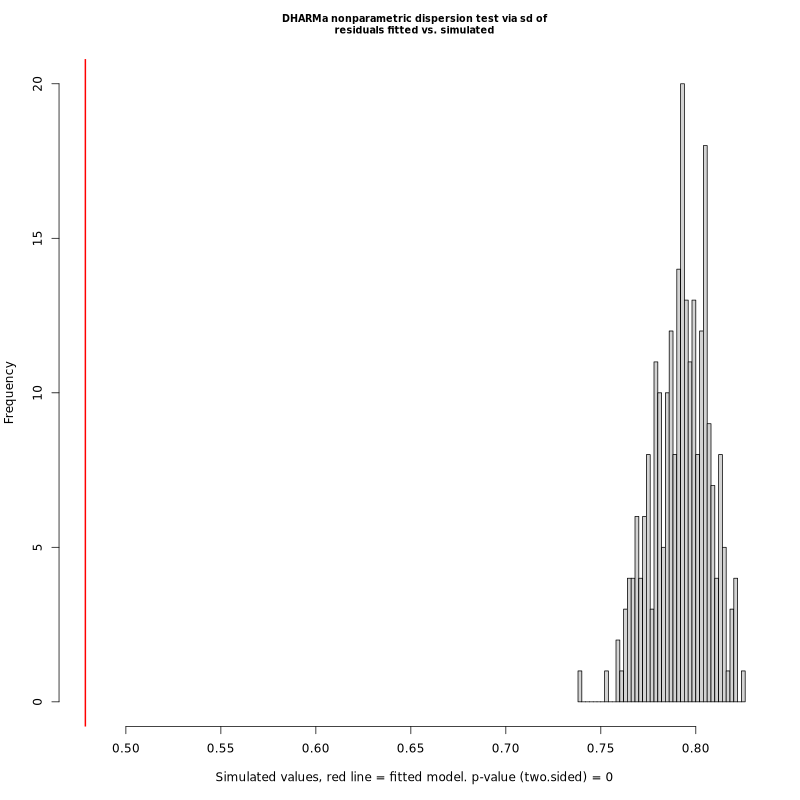 DHARMa nonparametric dispersion test via sd of
residuals fitted vs. simulated
20
15
10
5
0
Frequency
0.50 0.55 0.60 0.65 0.70 0.75 0.80
Simulated values, red line = fitted model. p-value (two.sided) = 0